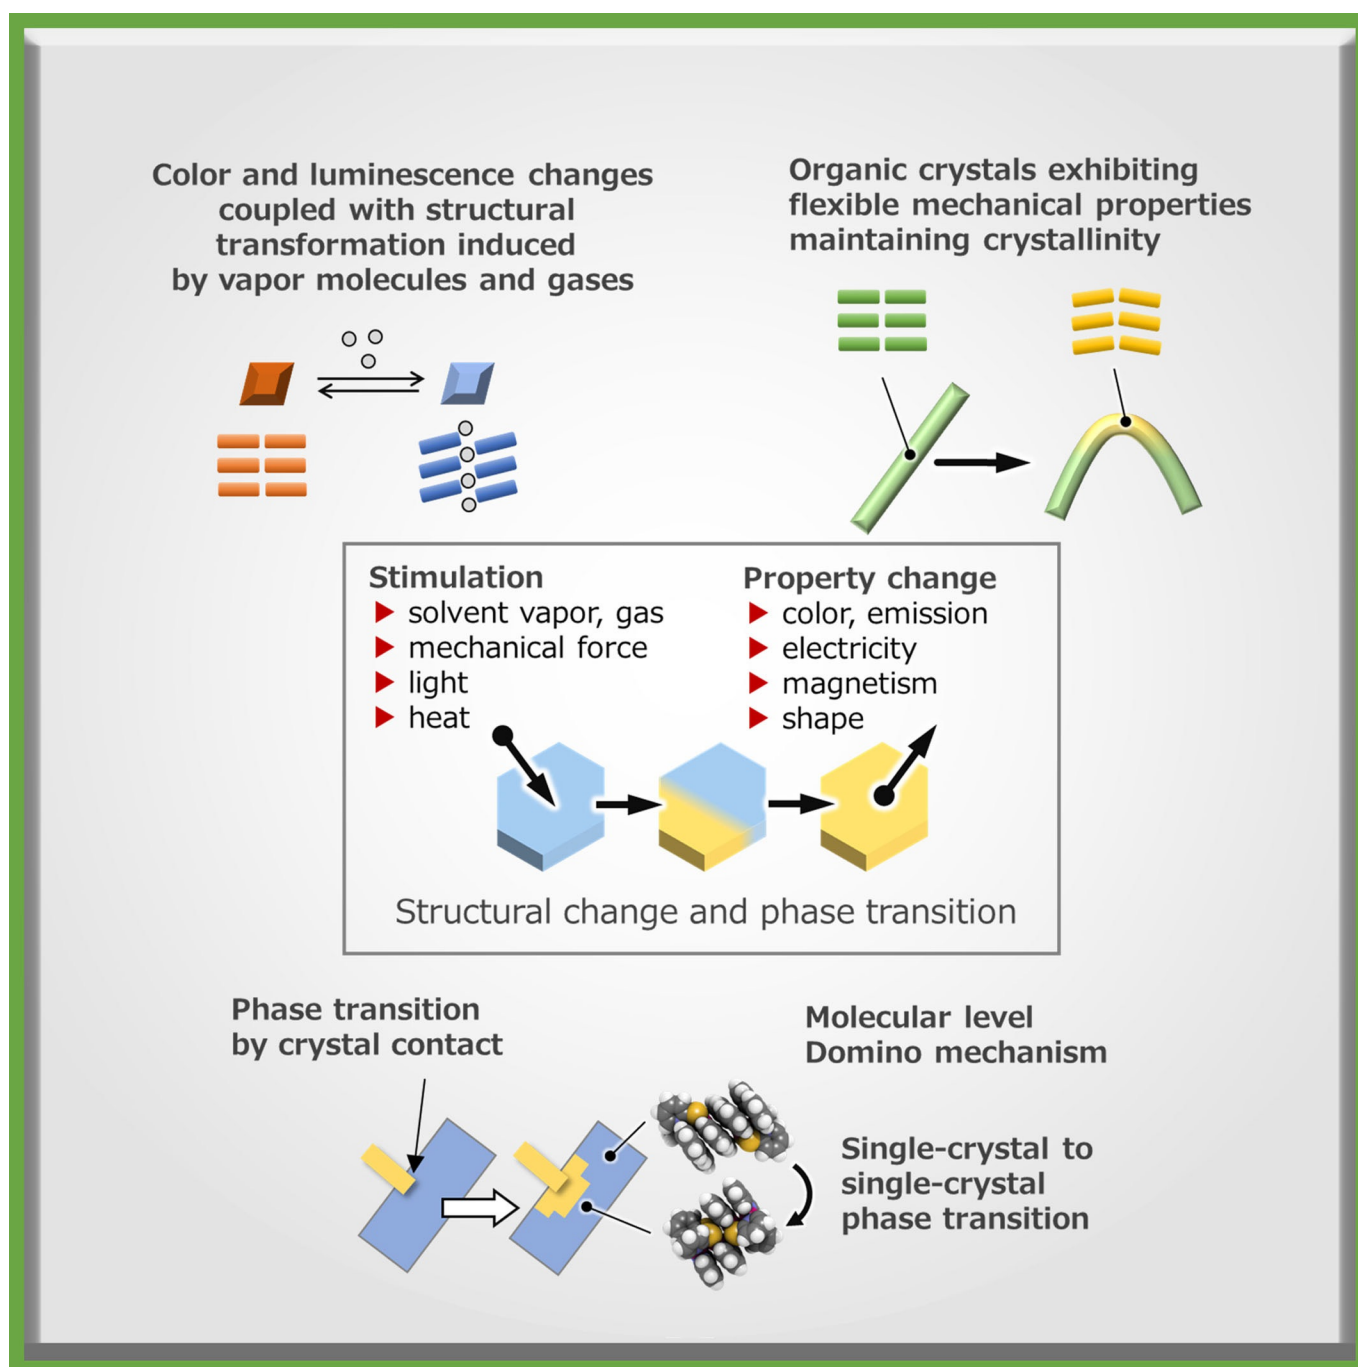 Color and luminescence changes
coupled with structural
transformation induced
by vapor molecules and gases
Organic crystals exhibiting
flexible mechanical properties
maintaining crystallinity
Stimulation
solvent vapor, gas
mechanical force
light
heat
Property change
color, emission
electricity
magnetism
shape
Structural change and phase transition
Phase transition
by crystal contact
Molecular level
Domino mechanism
Single-crystal to
single-crystal
phase transition